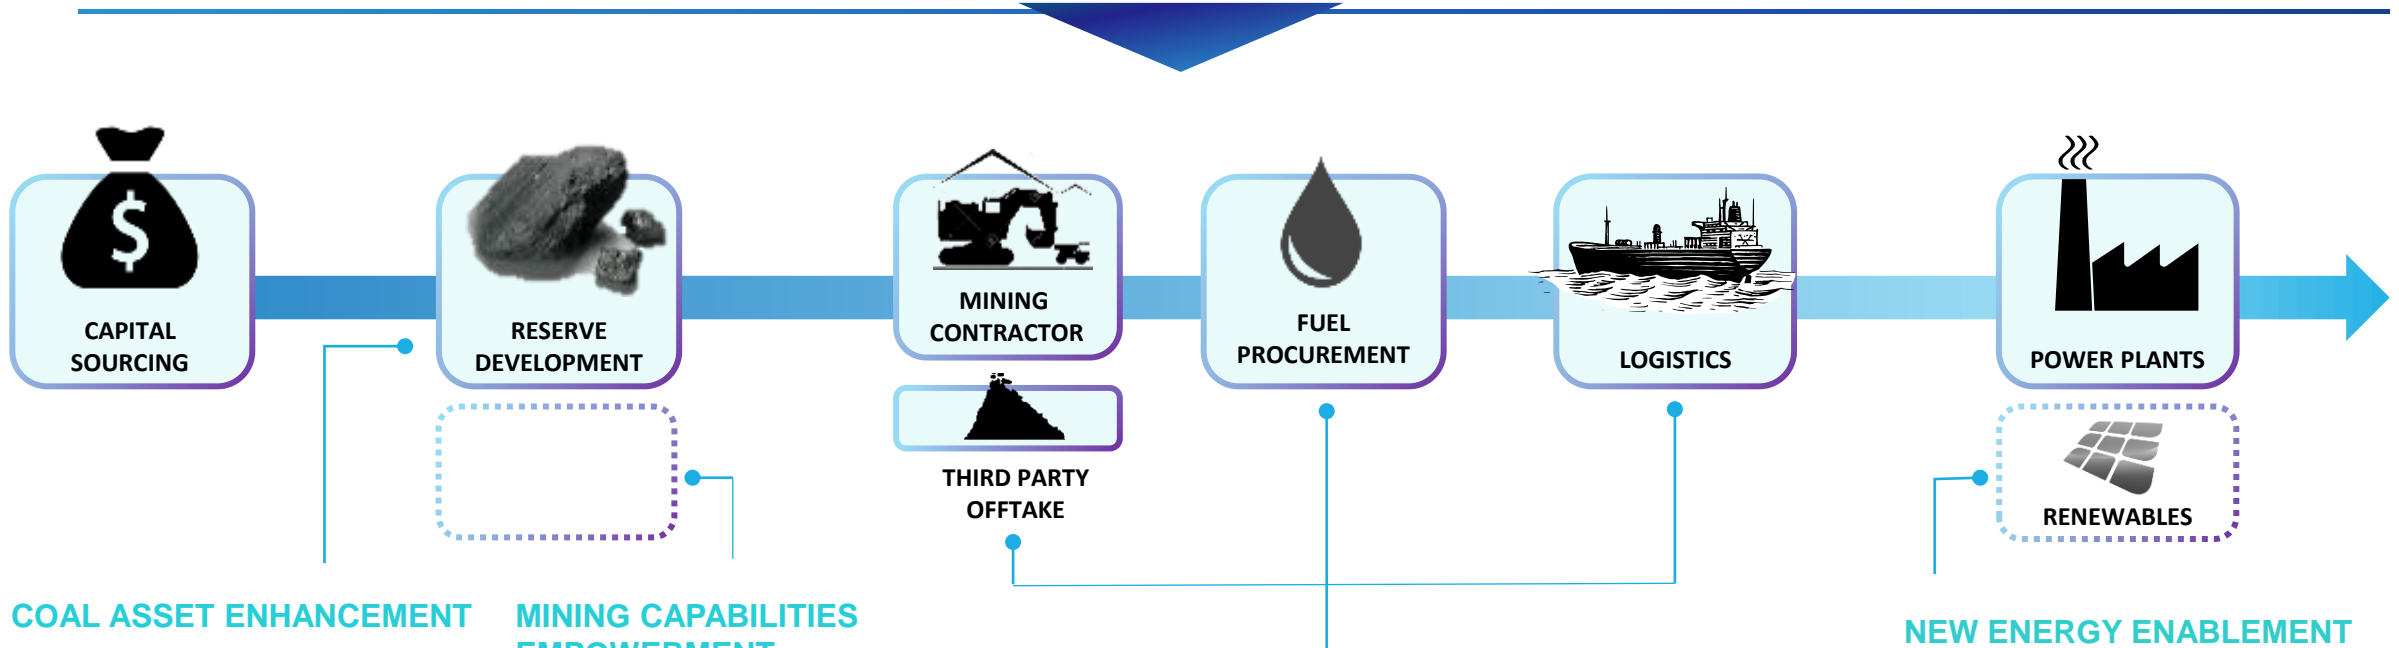 $
CAPITAL
SOURCING
RESERVE
DEVELOPMENT
MINING
CONTRACTOR
THIRD PARTY
OFFTAKE
FUEL
PROCUREMENT
LOGISTICS
POWER PLANTS
RENEWABLES
COAL ASSET ENHANCEMENT
MINING CAPABILITIES
EMPOWERMENT
NEW ENERGY ENABLEMENT